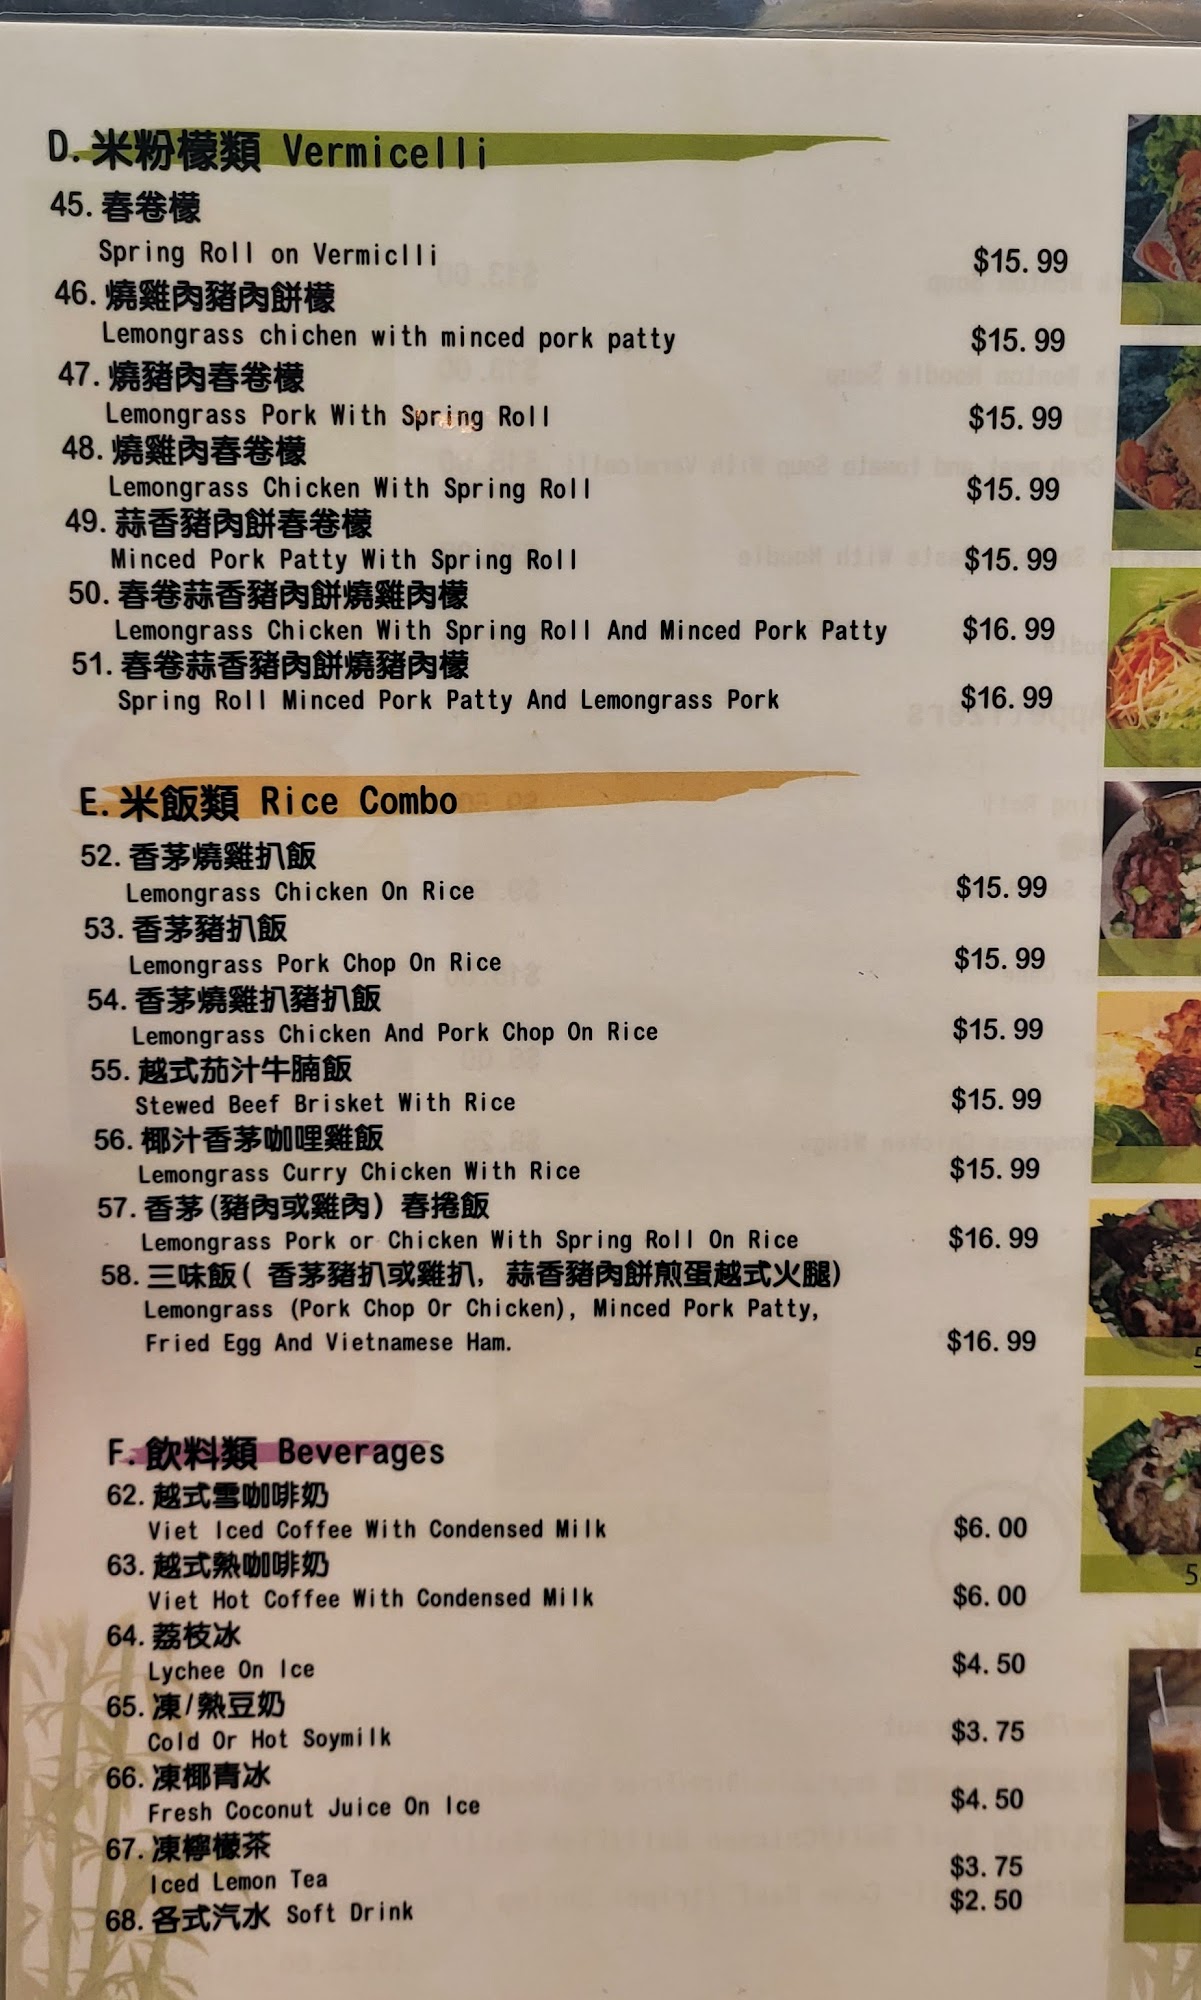 D. 米粉檬類 Vermicelli
45. 春卷檬
Spring Roll on Vermiclli $15.99
46. 燒雞肉豬肉餅檬
Lemongrass chichen with minced pork patty $15.99
47. 燒豬肉春卷檬
Lemongrass Pork With Spring Roll $15.99
48. 燒雞肉春卷檬
Lemongrass Chicken With Spring Roll $15.99
49. 蒜香豬肉餅春卷檬
Minced Pork Patty With Spring Roll $15.99
50. 春卷蒜香豬肉餅燒雞肉檬
Lemongrass Chicken With Spring Roll And Minced Pork Patty $16.99
51. 春卷蒜香豬肉餅燒豬肉檬
Spring Roll Minced Pork Patty And Lemongrass Pork $16.99
E. 米飯類 Rice Combo
52. 香茅燒雞扒飯
Lemongrass Chicken On Rice $15.99
53. 香茅豬扒飯
Lemongrass Pork Chop On Rice $15.99
54. 香茅燒雞扒豬扒飯
Lemongrass Chicken And Pork Chop On Rice $15.99
55. 越式茄汁牛腩飯
Stewed Beef Brisket With Rice $15.99
56. 椰汁香茅咖哩雞飯
Lemongrass Curry Chicken With Rice $15.99
57. 香茅(豬肉或雞肉) 春捲飯
Lemongrass Pork or Chicken With Spring Roll On Rice $16.99
58. 三味飯( 香茅豬扒或雞扒, 蒜香豬肉餅煎蛋越式火腿)
Lemongrass (Pork Chop Or Chicken), Minced Pork Patty,
Fried Egg And Vietnamese Ham. $16.99
F. 飲料類 Beverages
62. 越式雪咖啡奶
Viet Iced Coffee With Condensed Milk $6.00
63. 越式熱咖啡奶
Viet Hot Coffee With Condensed Milk $6.00
64. 荔枝冰
Lychee On Ice $4.50
65. 凍/熱豆奶
Cold Or Hot Soymilk $3.75
66. 凍椰青冰
Fresh Coconut Juice On Ice $4.50
67. 凍檸檬茶
Iced Lemon Tea $3.75
68. 各式汽水 Soft Drink $2.50